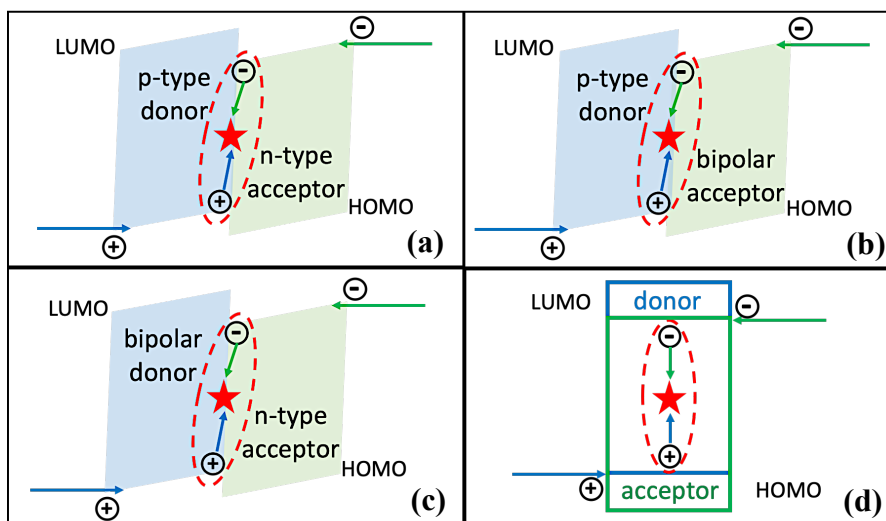 LUMO
p-type
donor
n-type
acceptor
HOMO
(a)
LUMO
p-type
donor
bipolar
acceptor
HOMO
(b)
LUMO
bipolar
donor
n-type
acceptor
HOMO
(c)
LUMO
donor
acceptor
HOMO
(d)